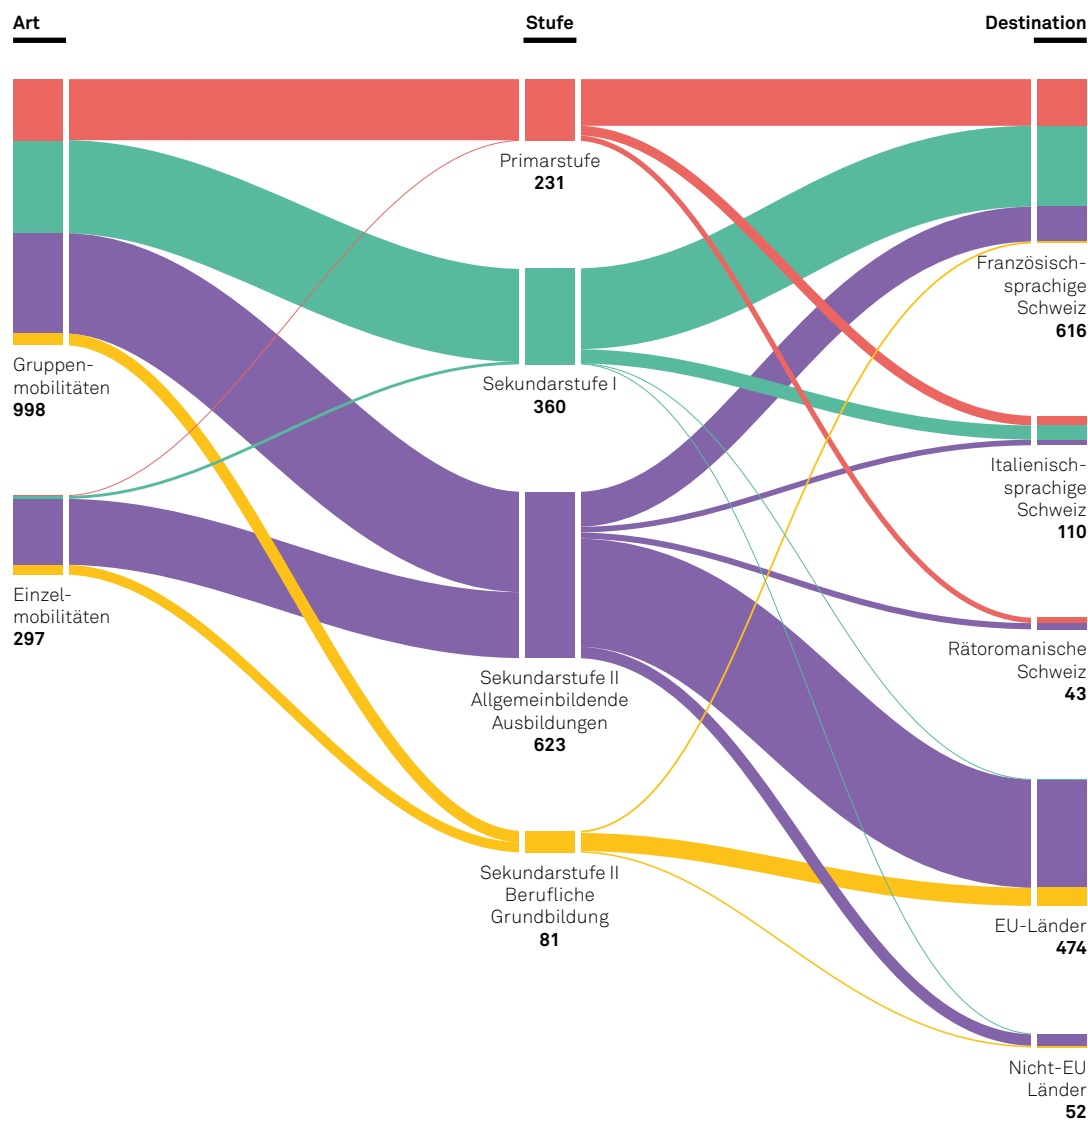 Art
Stufe
Destination
Gruppen-
mobilitäten
998
Einzel-
mobilitäten
297
Primarstufe
231
Sekundarstufe I
360
Sekundarstufe II
Allgemeinbildende
Ausbildungen
623
Sekundarstufe II
Berufliche
Grundbildung
81
Französisch-
sprachige
Schweiz
616
Italienisch-
sprachige
Schweiz
110
Rätoromanische
Schweiz
43
EU-Länder
474
Nicht-EU
Länder
52